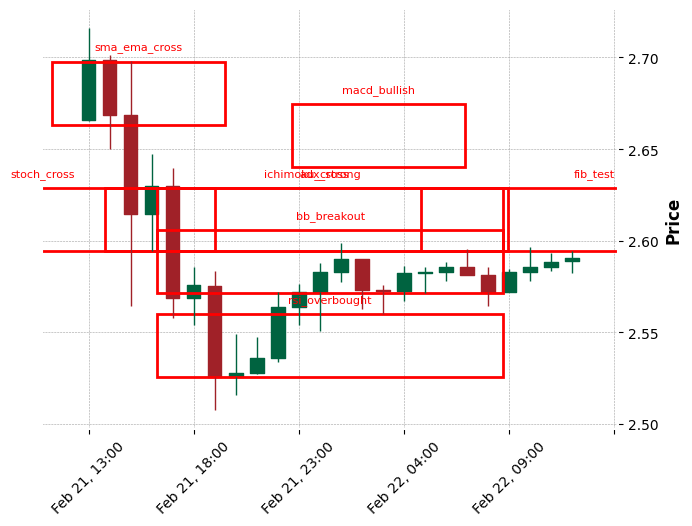 sma_ema_cross
2.70
macd_bullish
2.65
stoch_cross
fib_test
bb_breakout
2.60
Price
2.55
2.50
Feb 21, 13:00
Feb 21, 18:00
Feb 21, 23:00
Feb 22, 04:00
Feb 22, 09:00